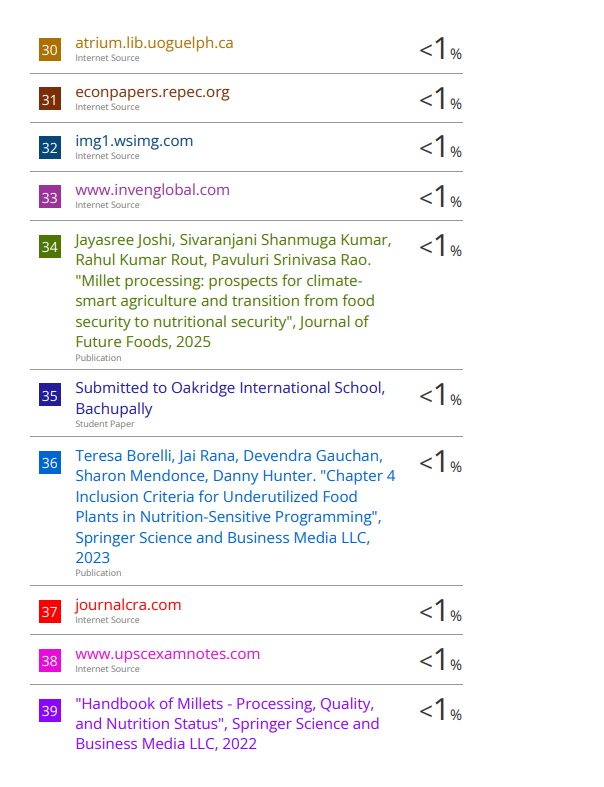 30 atrium.lib.uoguelph.ca <1%
Internet Source
31 econpapers.repec.org <1%
Internet Source
32 img1.wsimg.com <1%
Internet Source
33 www.invenglobal.com <1%
Internet Source
34 Jayasree Joshi, Sivaranjani Shanmuga Kumar, <1%
Rahul Kumar Rout, Pavuluri Srinivasa Rao.
"Millet processing: prospects for climate-
smart agriculture and transition from food
security to nutritional security", Journal of
Future Foods, 2025
Publication
35 Submitted to Oakridge International School, <1%
Bachupally
Student Paper
36 Teresa Borelli, Jai Rana, Devendra Gauchan, <1%
Sharon Mendonce, Danny Hunter. "Chapter 4
Inclusion Criteria for Underutilized Food
Plants in Nutrition-Sensitive Programming",
Springer Science and Business Media LLC,
2023
Publication
37 journalcra.com <1%
Internet Source
38 www.upscexamnotes.com <1%
Internet Source
39 "Handbook of Millets - Processing, Quality, <1%
and Nutrition Status", Springer Science and
Business Media LLC, 2022